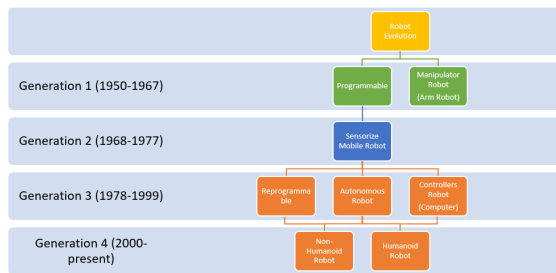 Robot
Evolution
Generation 1 (1950-1967)
Programmable
Manipulator
Robot
(Arm Robot)
Generation 2 (1968-1977)
Sensorize
Mobile Robot
Generation 3 (1978-1999)
Reprogramma
ble
Autonomous
Robot
Controllers
Robot
(Computer)
Generation 4 (2000-
present)
Non-
Humanoid
Robot
Humanoid
Robot